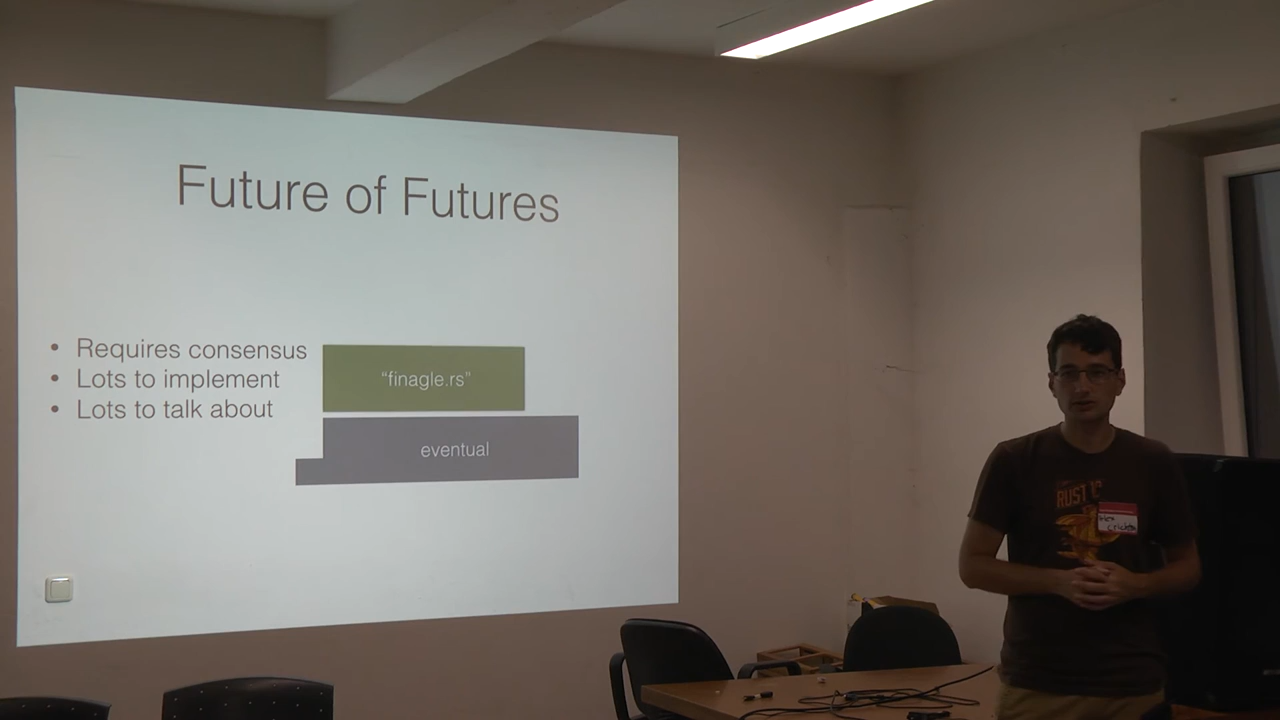 Future of Futures
• Requires consensus
• Lots to implement
• Lots to talk about
“finagle.rs”
eventual
RUST